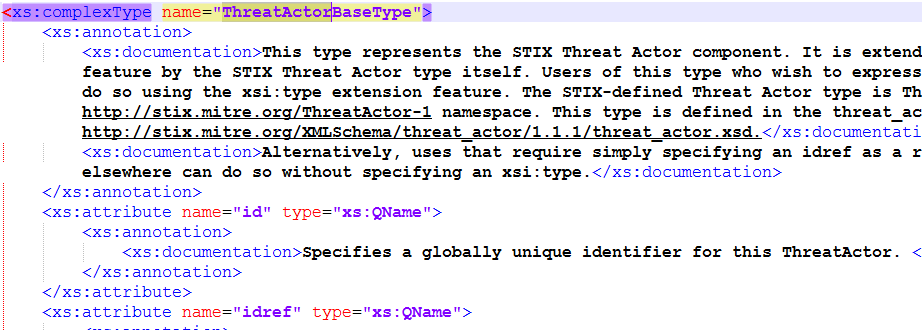 <xs:complexType name="ThreatActorBaseType">
<xs:annotation>
<xs:documentation>This type represents the STIX Threat Actor component. It is extend
feature by the STIX Threat Actor type itself. Users of this type who wish to express
do so using the xsi:type extension feature. The STIX-defined Threat Actor type is Th
http://stix.mitre.org/ThreatActor-1 namespace. This type is defined in the threat_ac
http://stix.mitre.org/XMLSchema/threat_actor/1.1.1/threat_actor.xsd.</xs:documentati
<xs:documentation>Alternatively, uses that require simply specifying an idref as a r
elsewhere can do so without specifying an xsi:type.</xs:documentation>
</xs:annotation>
<xs:attribute name="id" type="xs:QName">
<xs:annotation>
<xs:documentation>Specifies a globally unique identifier for this ThreatActor. <
</xs:annotation>
</xs:attribute>
<xs:attribute name="idref" type="xs:QName">